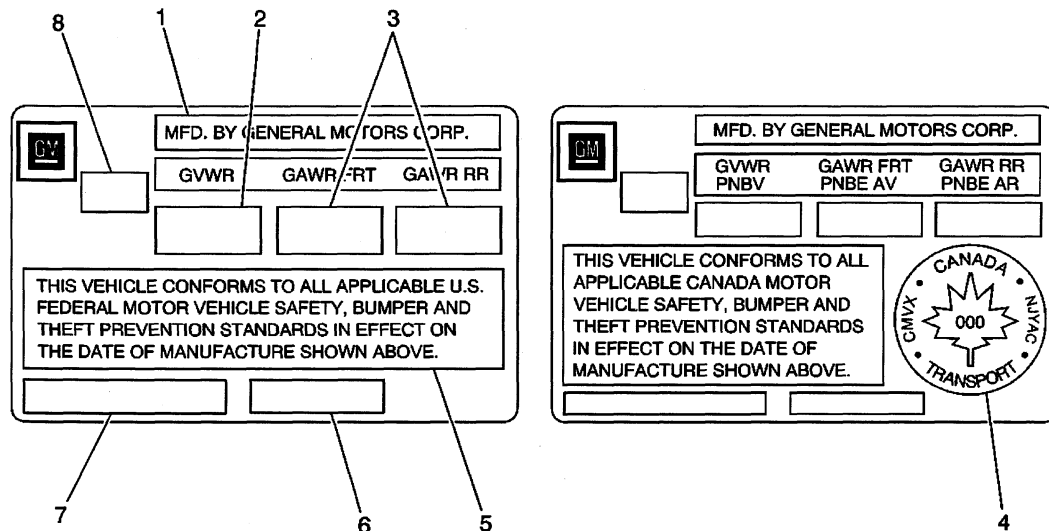 8 1 2 3
GM
MFD. BY GENERAL MOTORS CORP.
GVWR GAWR FRT GAWR RR
THIS VEHICLE CONFORMS TO ALL APPLICABLE U.S.
FEDERAL MOTOR VEHICLE SAFETY, BUMPER AND
THEFT PREVENTION STANDARDS IN EFFECT ON
THE DATE OF MANUFACTURE SHOWN ABOVE.
7 6 5
GM
MFD. BY GENERAL MOTORS CORP.
GVWR GAWR FRT GAWR RR
PNBV PNBE AV PNBE AR
THIS VEHICLE CONFORMS TO ALL
APPLICABLE CANADA MOTOR
VEHICLE SAFETY, BUMPER AND
THEFT PREVENTION STANDARDS
IN EFFECT ON THE DATE OF
MANUFACTURE SHOWN ABOVE.
CANADA • NJYAC • TRANSPORT • CMVX •
000
4